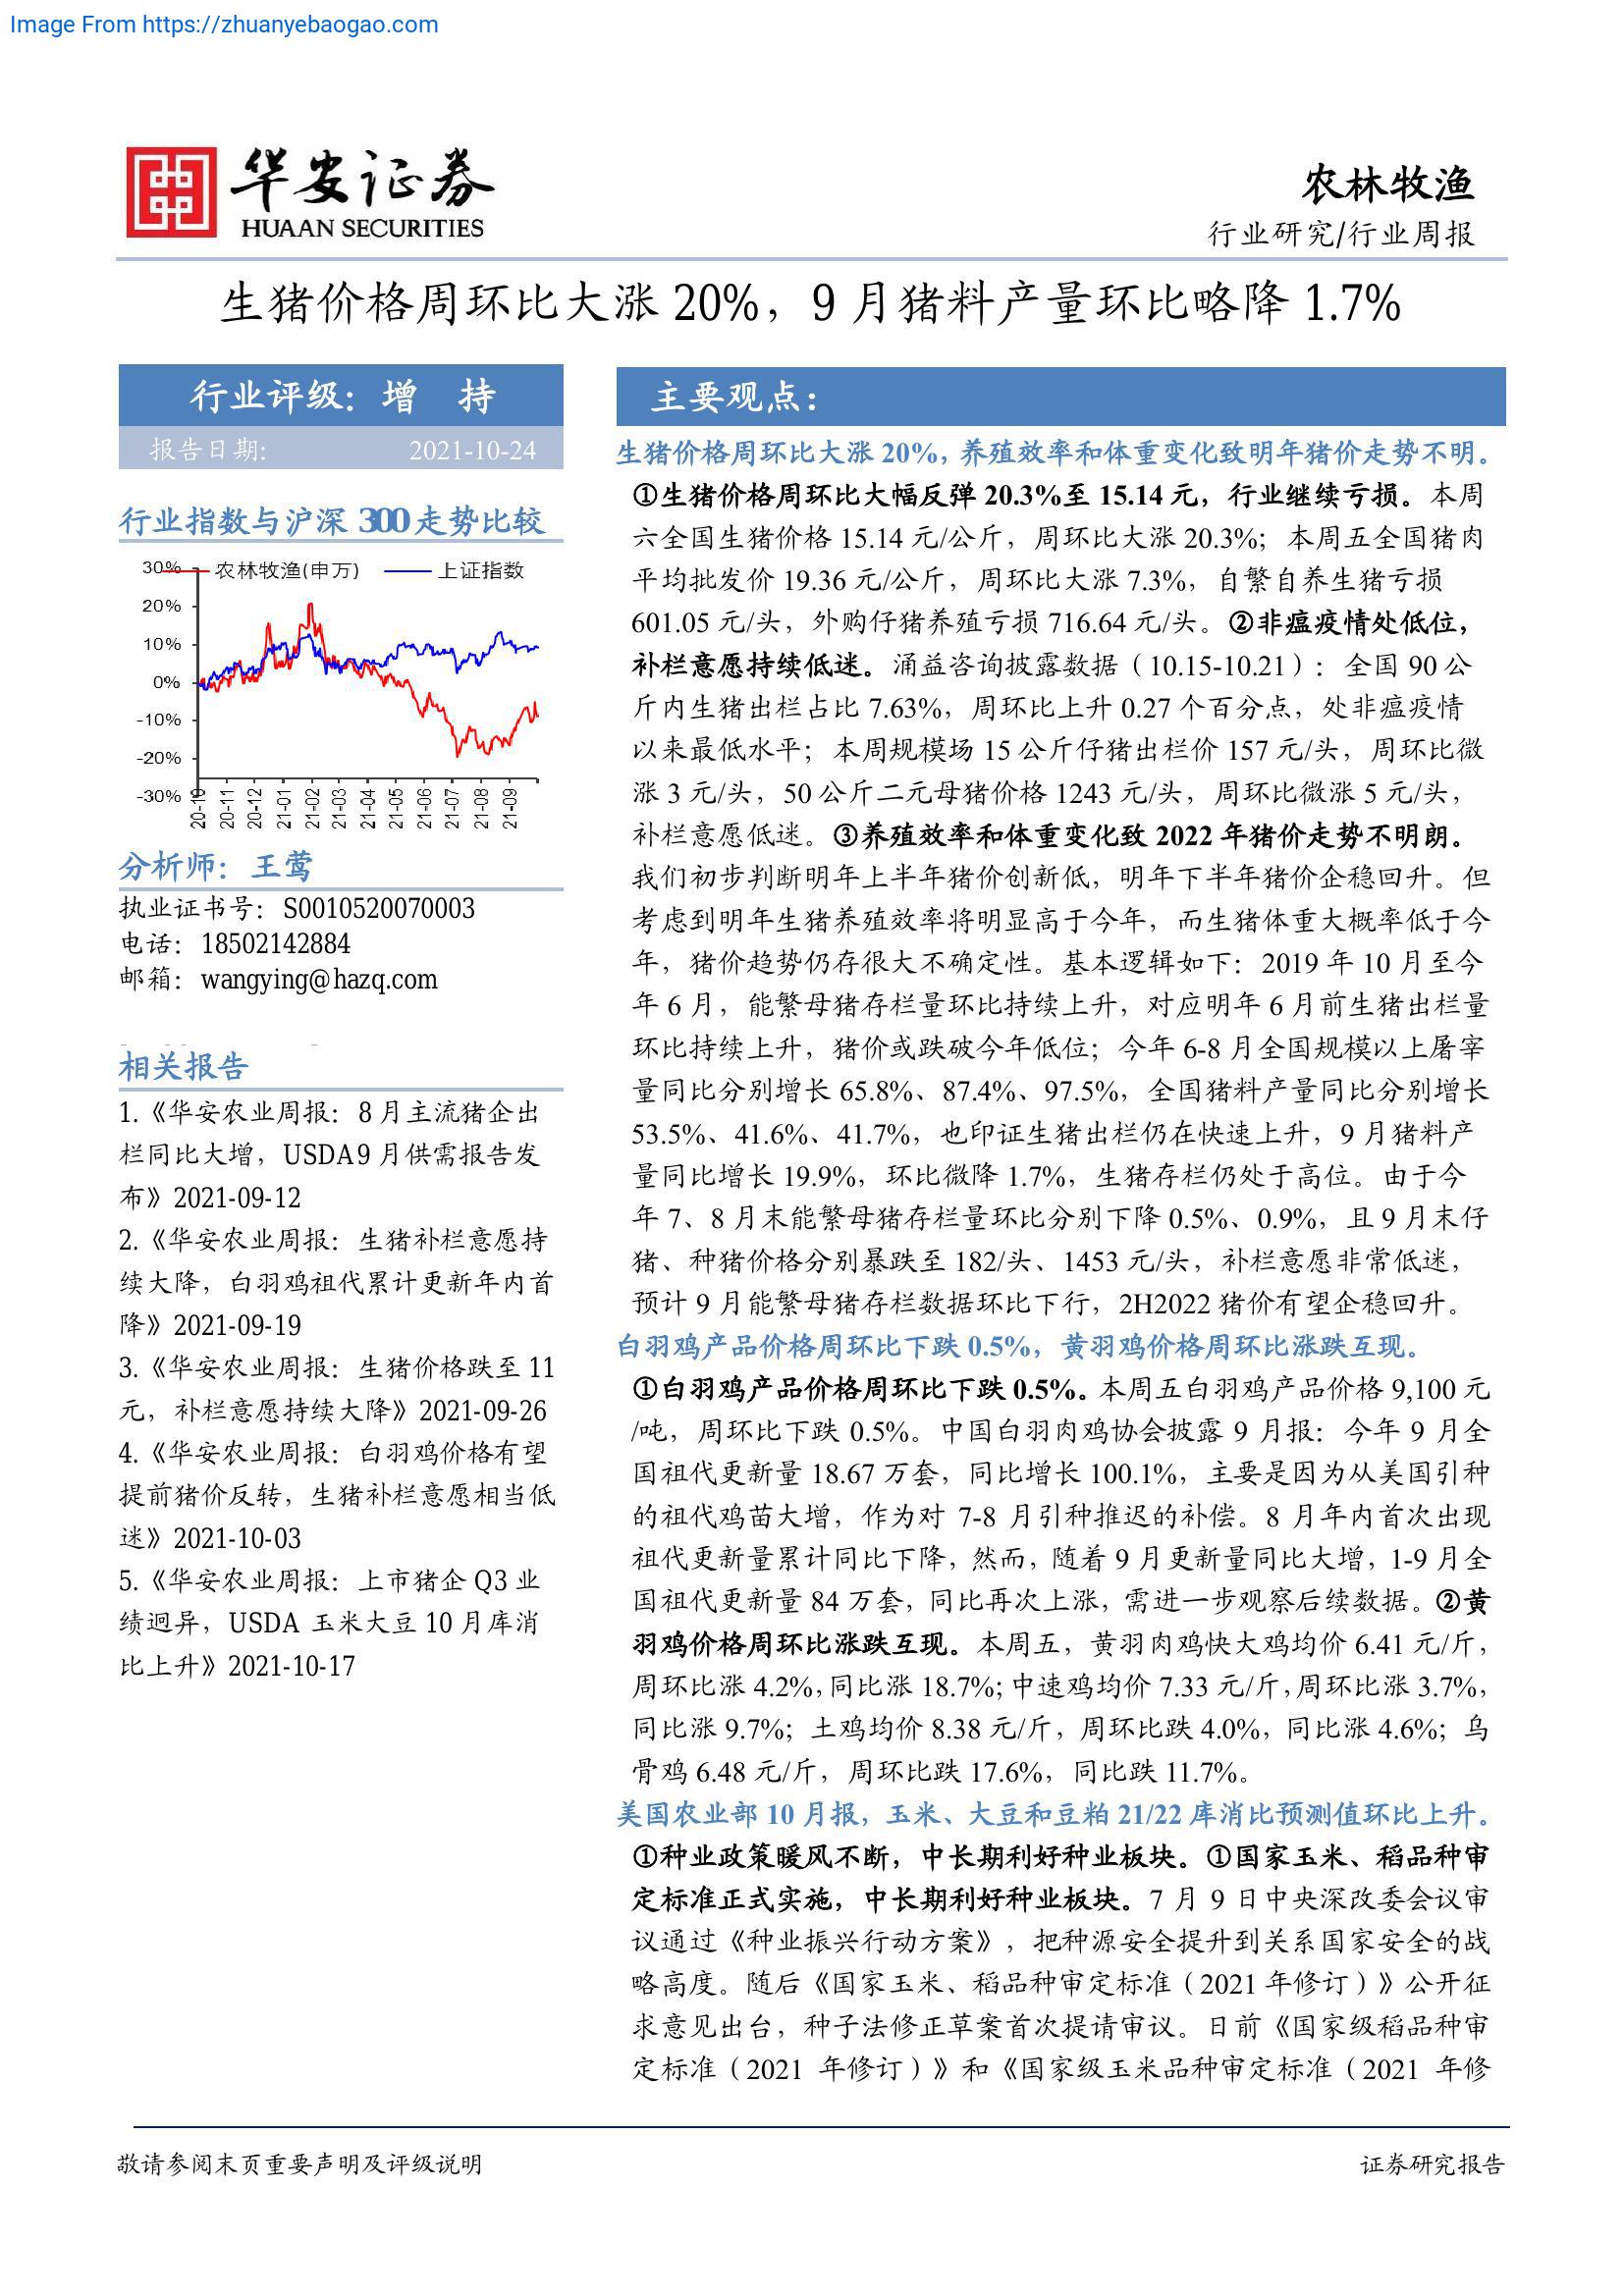 Image From https://zhuanyebaogao.com
华安证券
HUAAN SECURITIES
农林牧渔
行业研究/行业周报
生猪价格周环比大涨 20%，9 月猪料产量环比略降 1.7%
行业评级：增 持
报告日期： 2021-10-24
行业指数与沪深 300 走势比较
农林牧渔(申万) 上证指数
30%
20%
10%
0%
-10%
-20%
-30%
20-10 20-11 20-12 21-01 21-02 21-03 21-04 21-05 21-06 21-07 21-08 21-09
分析师：王莺
执业证书号：S0010520070003
电话：18502142884
邮箱：wangying@hazq.com
相关报告
1.《华安农业周报：8 月主流猪企出
栏同比大增，USDA9 月供需报告发
布》2021-09-12
2.《华安农业周报：生猪补栏意愿持
续大降，白羽鸡祖代累计更新年内首
降》2021-09-19
3.《华安农业周报：生猪价格跌至 11
元，补栏意愿持续大降》2021-09-26
4.《华安农业周报：白羽鸡价格有望
提前猪价反转，生猪补栏意愿相当低
迷》2021-10-03
5.《华安农业周报：上市猪企 Q3 业
绩迥异，USDA 玉米大豆 10 月库消
比上升》2021-10-17
主要观点：
生猪价格周环比大涨 20%，养殖效率和体重变化致明年猪价走势不明。
①生猪价格周环比大幅反弹 20.3%至 15.14 元，行业继续亏损。本周
六全国生猪价格 15.14 元/公斤，周环比大涨 20.3%；本周五全国猪肉
平均批发价 19.36 元/公斤，周环比大涨 7.3%，自繁自养生猪亏损
601.05 元/头，外购仔猪养殖亏损 716.64 元/头。②非瘟疫情处低位，
补栏意愿持续低迷。涌益咨询披露数据（10.15-10.21）：全国 90 公
斤内生猪出栏占比 7.63%，周环比上升 0.27 个百分点，处非瘟疫情
以来最低水平；本周规模场 15 公斤仔猪出栏价 157 元/头，周环比微
涨 3 元/头，50 公斤二元母猪价格 1243 元/头，周环比微涨 5 元/头，
补栏意愿低迷。③养殖效率和体重变化致 2022 年猪价走势不明朗。
我们初步判断明年上半年猪价创新低，明年下半年猪价企稳回升。但
考虑到明年生猪养殖效率将明显高于今年，而生猪体重大概率低于今
年，猪价趋势仍存很大不确定性。基本逻辑如下：2019 年 10 月至今
年 6 月，能繁母猪存栏量环比持续上升，对应明年 6 月前生猪出栏量
环比持续上升，猪价或跌破今年低位；今年 6-8 月全国规模以上屠宰
量同比分别增长 65.8%、87.4%、97.5%，全国猪料产量同比分别增长
53.5%、41.6%、41.7%，也印证生猪出栏仍在快速上升，9 月猪料产
量同比增长 19.9%，环比微降 1.7%，生猪存栏仍处于高位。由于今
年 7、8 月末能繁母猪存栏量环比分别下降 0.5%、0.9%，且 9 月末仔
猪、种猪价格分别暴跌至 182/头、1453 元/头，补栏意愿非常低迷，
预计 9 月能繁母猪存栏数据环比下行，2H2022 猪价有望企稳回升。
白羽鸡产品价格周环比下跌 0.5%，黄羽鸡价格周环比涨跌互现。
①白羽鸡产品价格周环比下跌 0.5%。本周五白羽鸡产品价格 9,100 元
/吨，周环比下跌 0.5%。中国白羽肉鸡协会披露 9 月报：今年 9 月全
国祖代更新量 18.67 万套，同比增长 100.1%，主要是因为从美国引种
的祖代鸡苗大增，作为对 7-8 月引种推迟的补偿。8 月年内首次出现
祖代更新量累计同比下降，然而，随着 9 月更新量同比大增，1-9 月全
国祖代更新量 84 万套，同比再次上涨，需进一步观察后续数据。②黄
羽鸡价格周环比涨跌互现。本周五，黄羽肉鸡快大鸡均价 6.41 元/斤，
周环比涨 4.2%，同比涨 18.7%；中速鸡均价 7.33 元/斤，周环比涨 3.7%，
同比涨 9.7%；土鸡均价 8.38 元/斤，周环比跌 4.0%，同比涨 4.6%；乌
骨鸡 6.48 元/斤，周环比跌 17.6%，同比跌 11.7%。
美国农业部 10 月报，玉米、大豆和豆粕 21/22 库消比预测值环比上升。
①种业政策暖风不断，中长期利好种业板块。①国家玉米、稻品种审
定标准正式实施，中长期利好种业板块。7 月 9 日中央深改委会议审
议通过《种业振兴行动方案》，把种源安全提升到关系国家安全的战
略高度。随后《国家玉米、稻品种审定标准（2021 年修订）》公开征
求意见出台，种子法修正草案首次提请审议。日前《国家级稻品种审
定标准（2021 年修订）》和《国家级玉米品种审定标准（2021 年修
敬请参阅末页重要声明及评级说明
证券研究报告